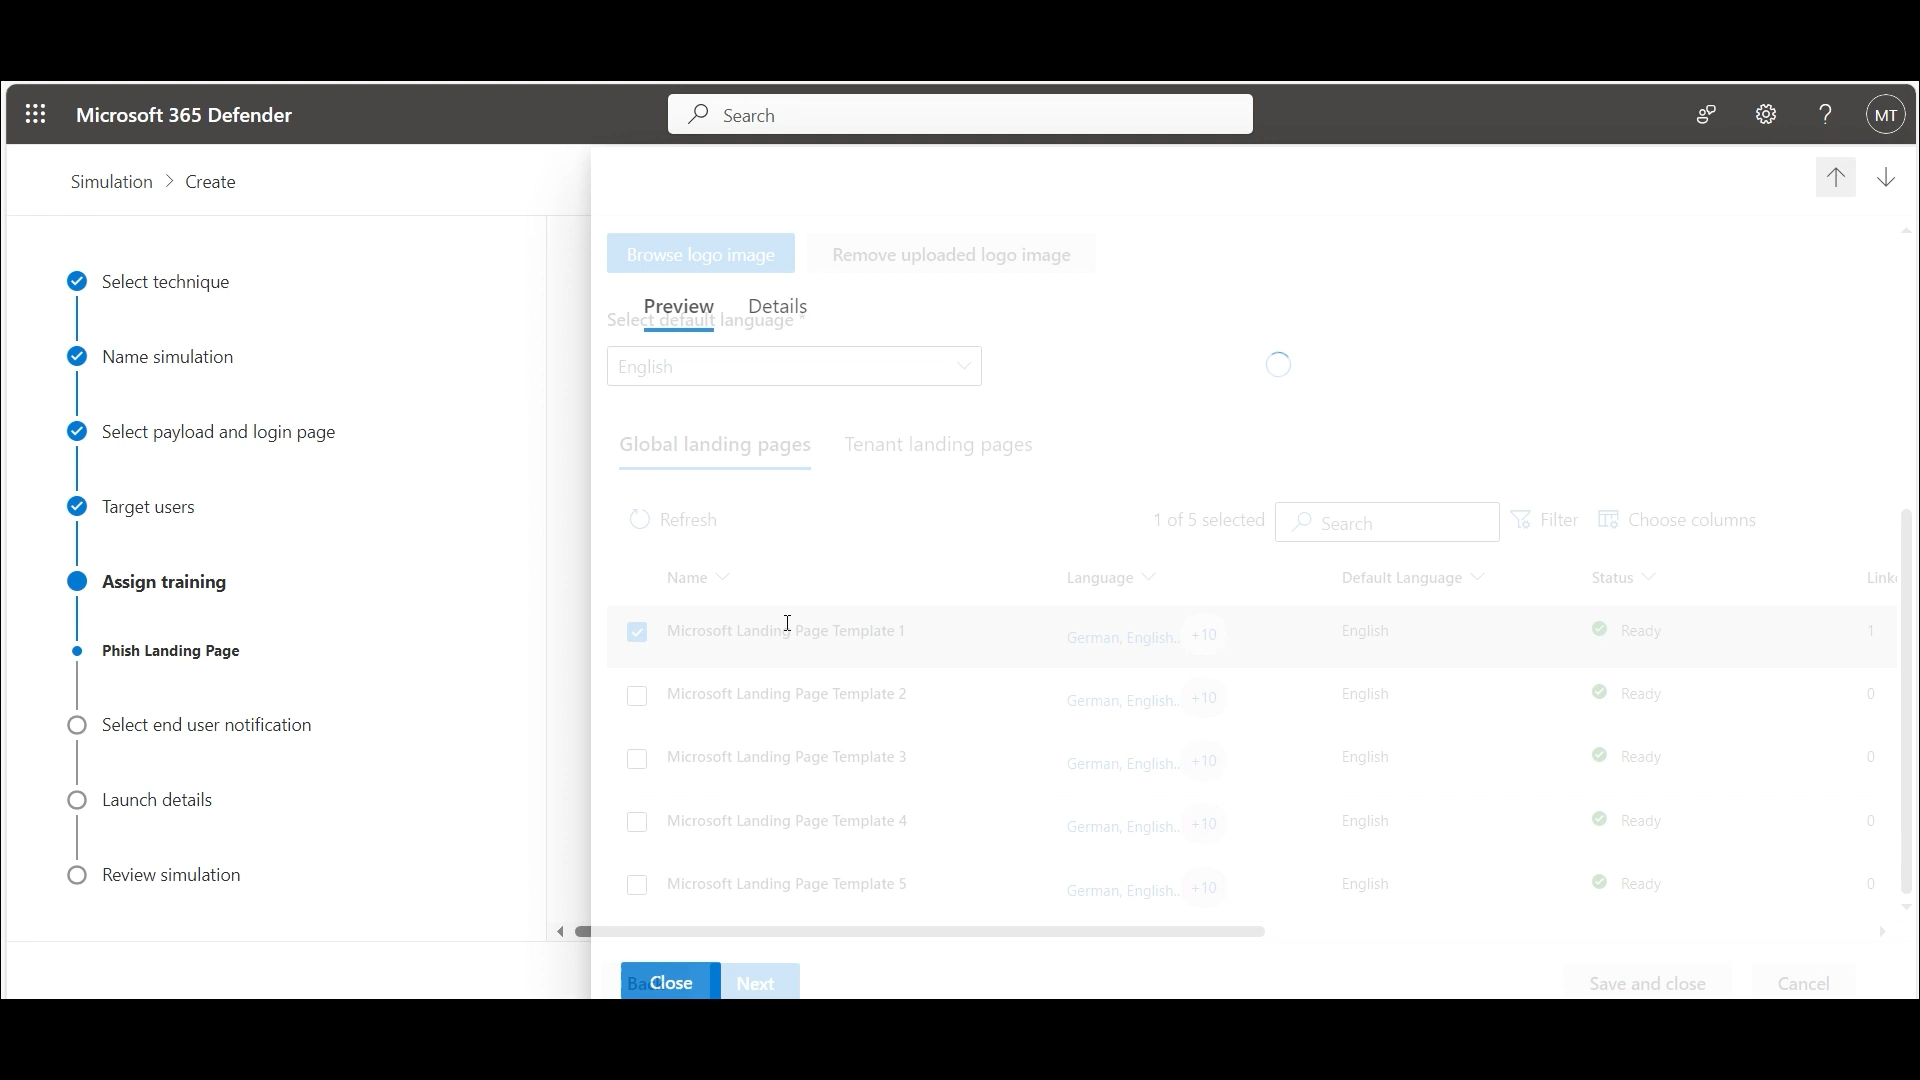 Microsoft 365 Defender
Search
MT
Simulation > Create
Select technique
Name simulation
Select payload and login page
Target users
Assign training
Phish Landing Page
Select end user notification
Launch details
Review simulation
Browse logo image Remove uploaded logo image
Preview Details
Select default language *
English
Global landing pages Tenant landing pages
Refresh 1 of 5 selected Search Filter Choose columns
Name Language Default Language Status
Microsoft Landing Page Template 1 German, English.. +10 English Ready 1
Microsoft Landing Page Template 2 German, English.. +10 English Ready 0
Microsoft Landing Page Template 3 German, English.. +10 English Ready 0
Microsoft Landing Page Template 4 German, English.. +10 English Ready 0
Microsoft Landing Page Template 5 German, English.. +10 English Ready 0
Close Next Save and close Cancel